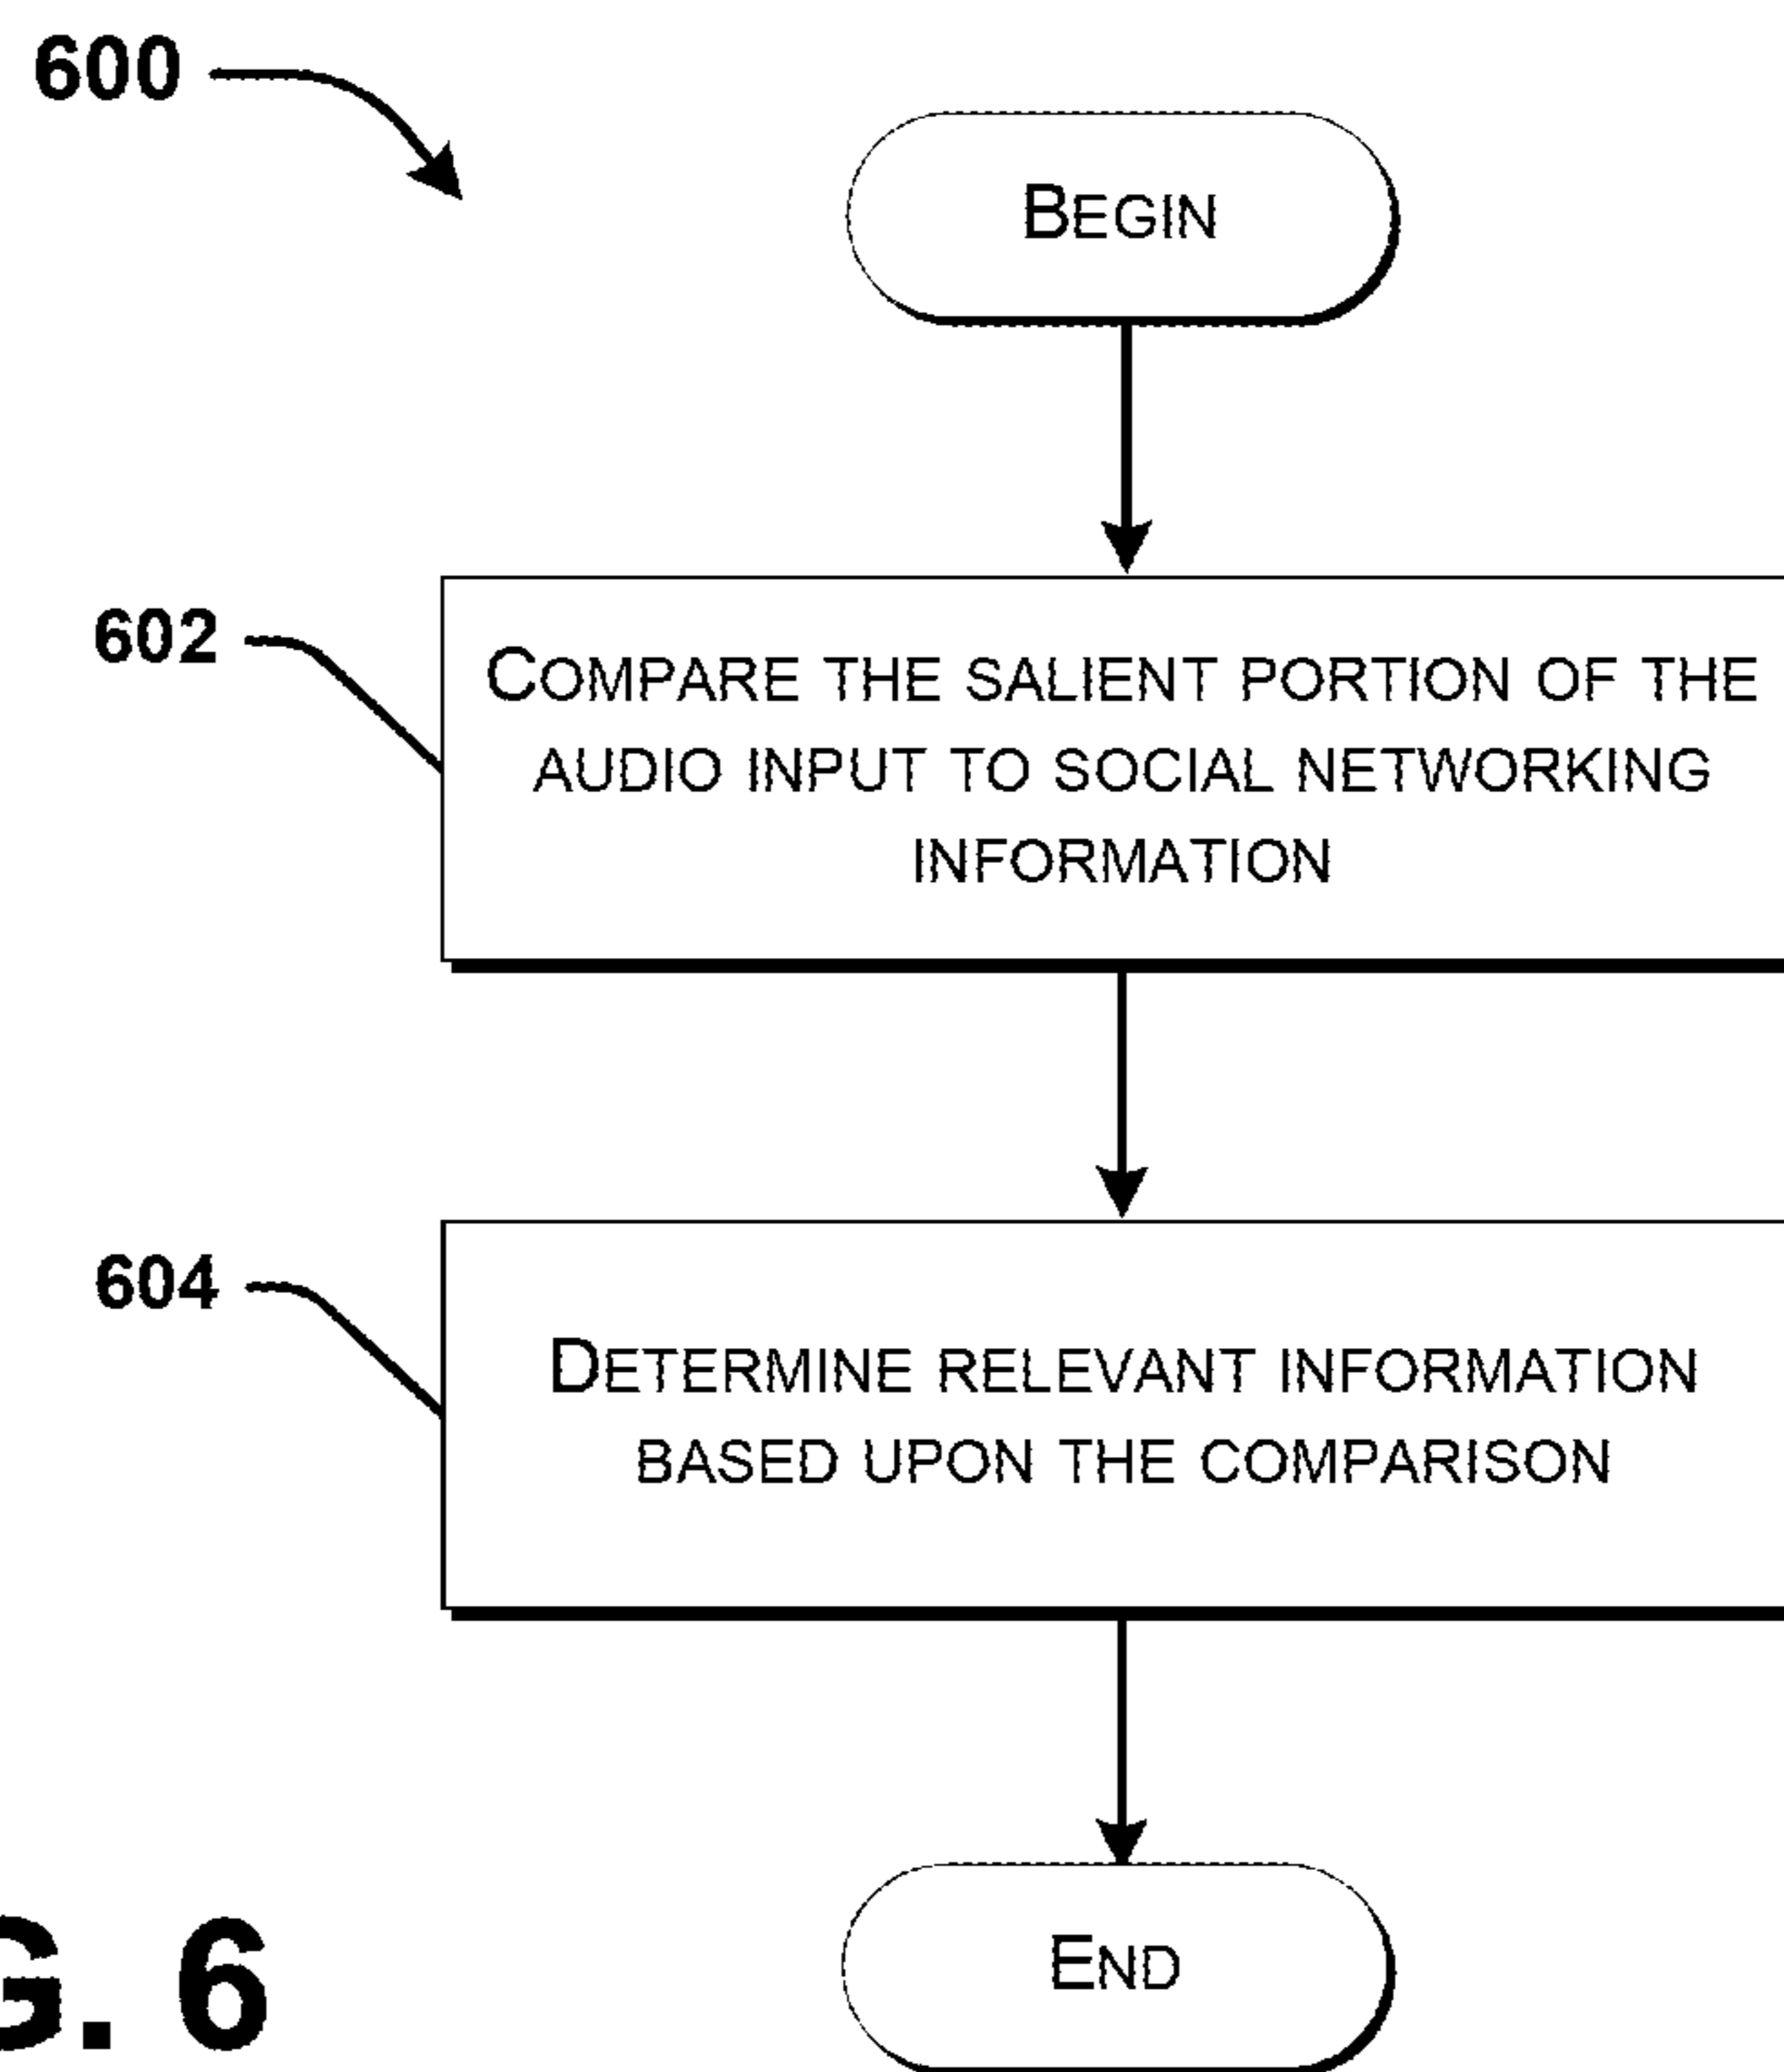 600
BEGIN
602
COMPARE THE SALIENT PORTION OF THE
AUDIO INPUT TO SOCIAL NETWORKING
INFORMATION
604
DETERMINE RELEVANT INFORMATION
BASED UPON THE COMPARISON
END
G. 6